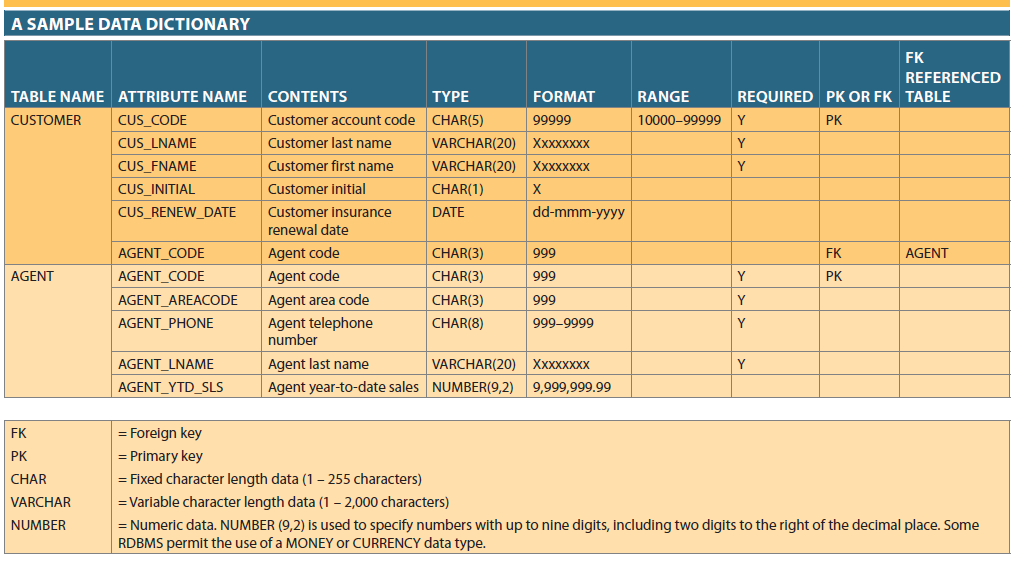 A SAMPLE DATA DICTIONARY
TABLE NAME ATTRIBUTE NAME CONTENTS TYPE FORMAT RANGE REQUIRED PK OR FK FK REFERENCED TABLE
CUSTOMER CUS_CODE Customer account code CHAR(5) 99999 10000–99999 Y PK
CUS_LNAME Customer last name VARCHAR(20) Xxxxxxxx Y
CUS_FNAME Customer first name VARCHAR(20) Xxxxxxxx Y
CUS_INITIAL Customer initial CHAR(1) X
CUS_RENEW_DATE Customer insurance renewal date DATE dd-mmm-yyyy
AGENT_CODE Agent code CHAR(3) 999 FK AGENT
AGENT AGENT_CODE Agent code CHAR(3) 999 Y PK
AGENT_AREACODE Agent area code CHAR(3) 999 Y
AGENT_PHONE Agent telephone number CHAR(8) 999–9999 Y
AGENT_LNAME Agent last name VARCHAR(20) Xxxxxxxx Y
AGENT_YTD_SLS Agent year-to-date sales NUMBER(9,2) 9,999,999.99
FK = Foreign key
PK = Primary key
CHAR = Fixed character length data (1 – 255 characters)
VARCHAR = Variable character length data (1 – 2,000 characters)
NUMBER = Numeric data. NUMBER (9,2) is used to specify numbers with up to nine digits, including two digits to the right of the decimal place. Some
RDBMS permit the use of a MONEY or CURRENCY data type.